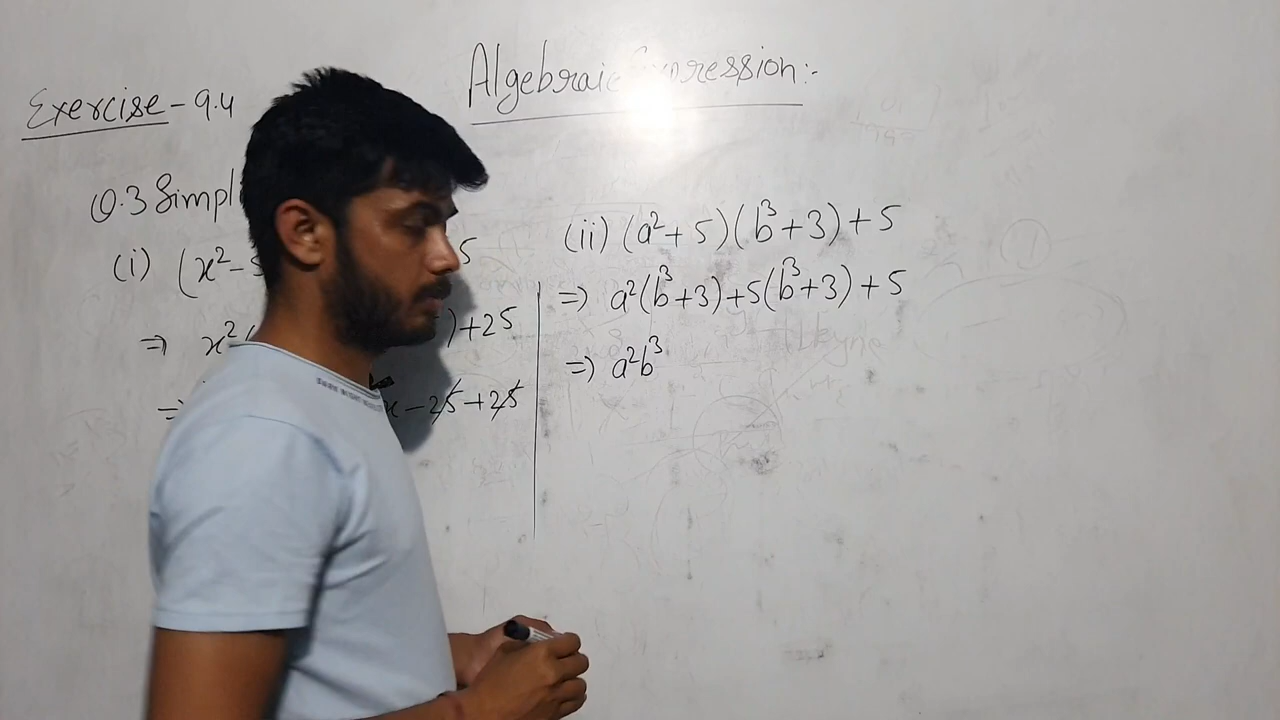 Algebraic Expression:-
Exercise - 9.4
Q.3 Simpli
(i) (x²-5
5
⇒ x²( )+25
⇒ x-25+25
(ii) (a²+5)(b³+3)+5
⇒ a²(b³+3)+5(b³+3)+5
⇒ a²b³